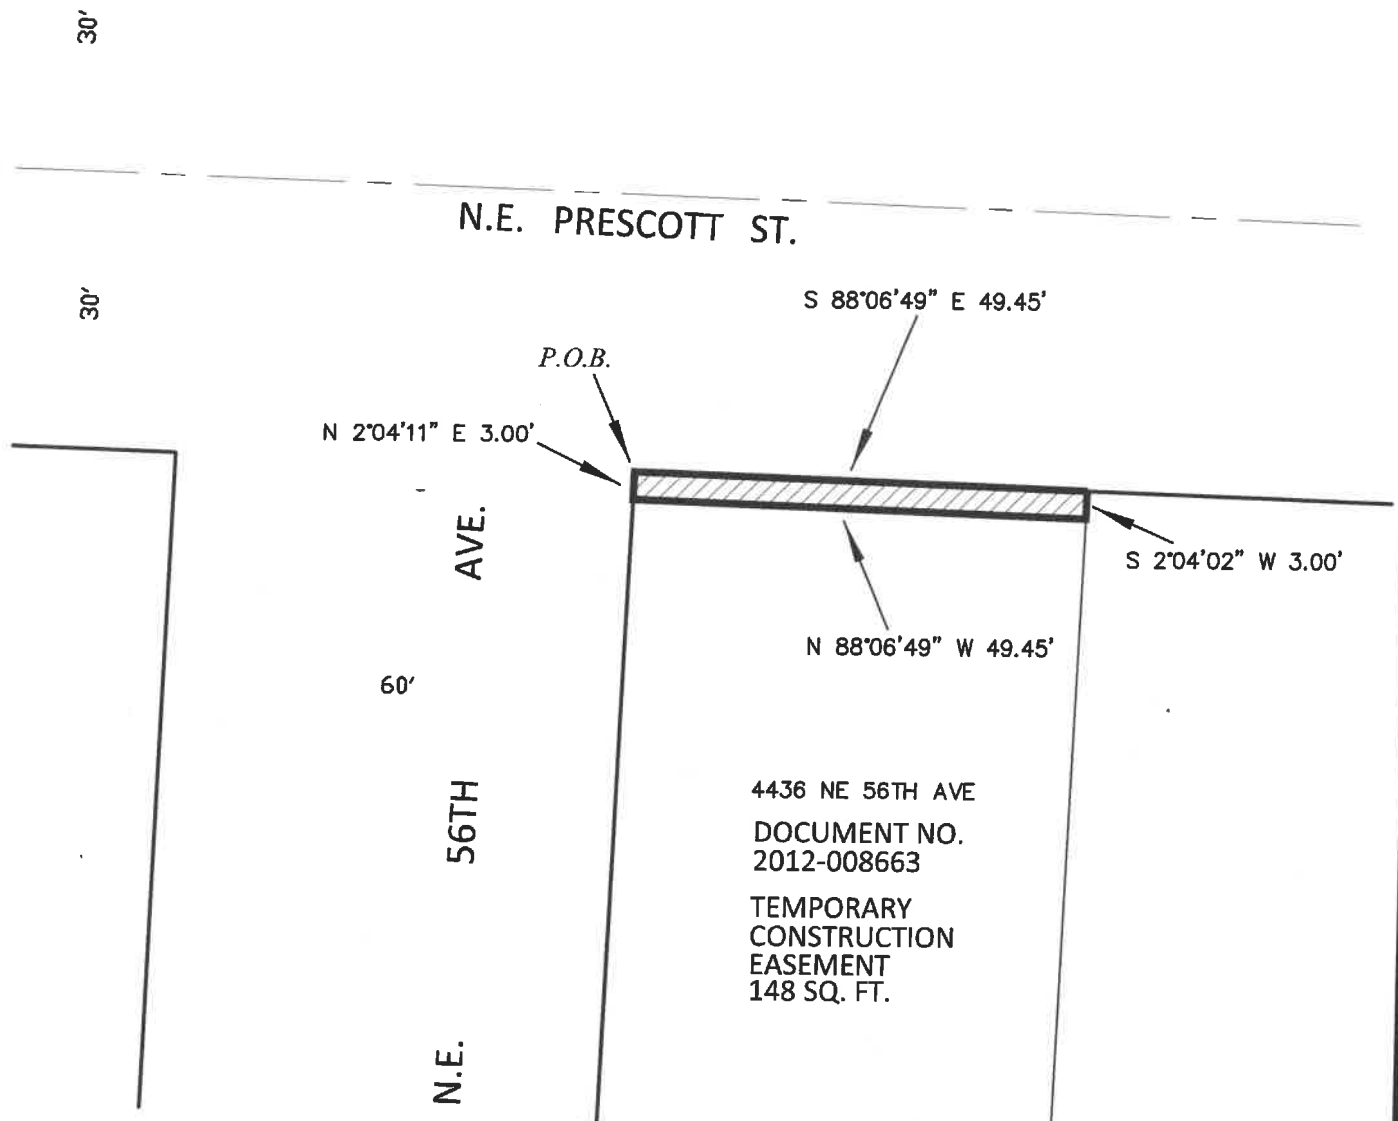 30'
N.E. PRESCOTT ST.
30'
S 88°06'49" E 49.45'
P.O.B.
N 2°04'11" E 3.00'
S 2°04'02" W 3.00'
N 88°06'49" W 49.45'
60'
N.E. 56TH AVE.
4436 NE 56TH AVE
DOCUMENT NO.
2012-008663
TEMPORARY
CONSTRUCTION
EASEMENT
148 SQ. FT.